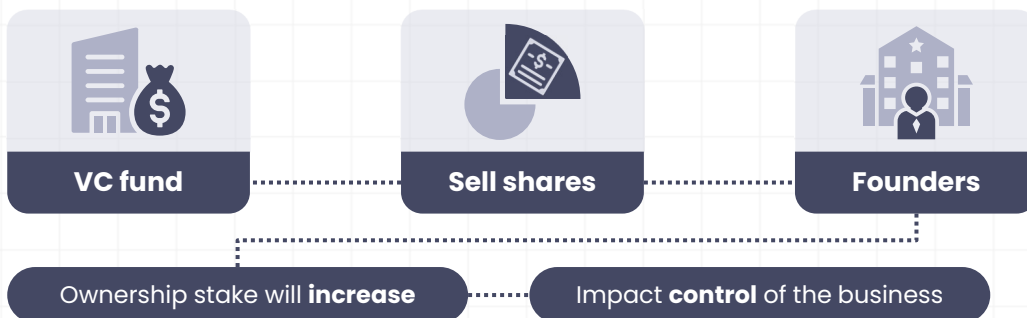 VC fund
Sell shares
Founders
Ownership stake will increase
Impact control of the business